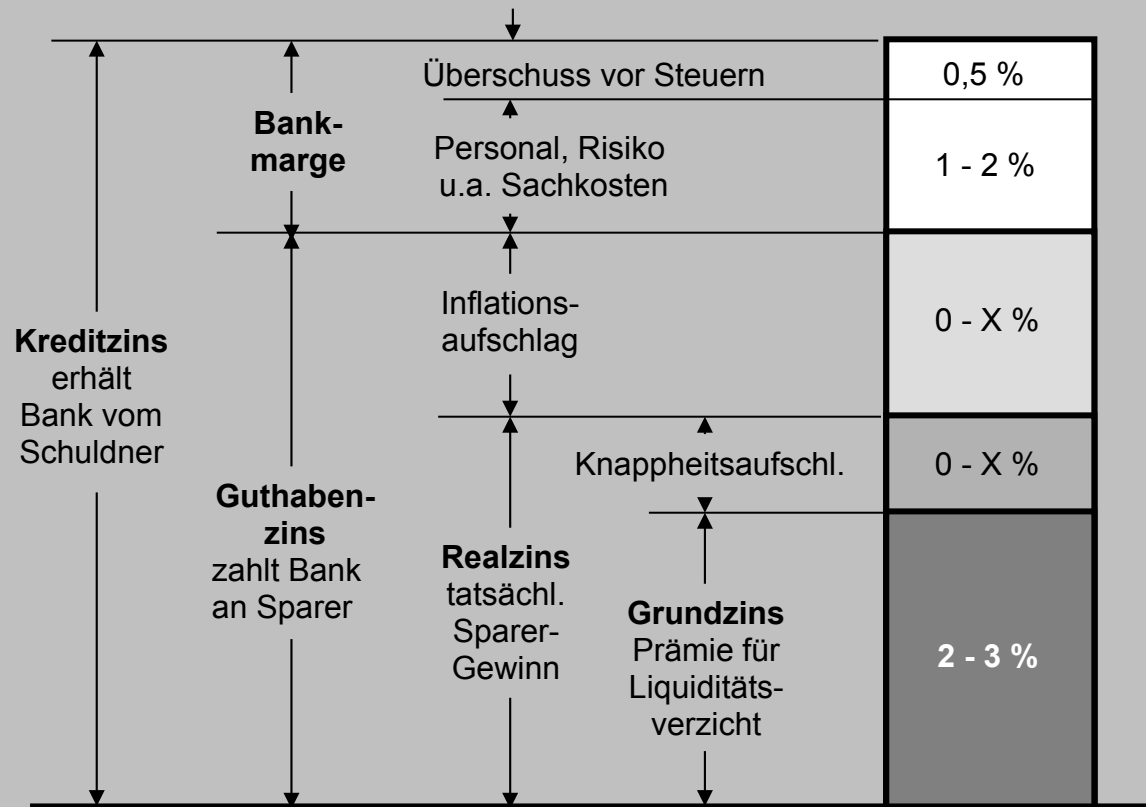 Überschuss vor Steuern
0,5 %
Bank-
marge
Personal, Risiko
u.a. Sachkosten
1 - 2 %
Inflations-
aufschlag
0 - X %
Kreditzins
erhält
Bank vom
Schuldner
Knappheitsaufschl.
0 - X %
Guthaben-
zins
zahlt Bank
an Sparer
Realzins
tatsächl.
Sparer-
Gewinn
Grundzins
Prämie für
Liquiditäts-
verzicht
2 - 3 %